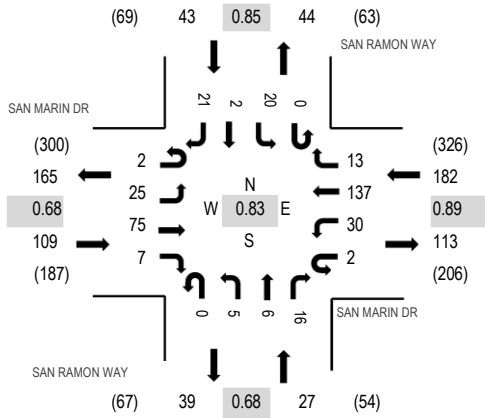 (69) 43 0.85 44 (63)
SAN RAMON WAY
21 2 20 0
SAN MARIN DR
(300) (326)
165 2 13 182
N
0.68 25 W 0.83 E 137 0.89
S
109 75 30 113
(187) 7 2 (206)
0 5 6 16
SAN MARIN DR
SAN RAMON WAY
(67) 39 0.68 27 (54)